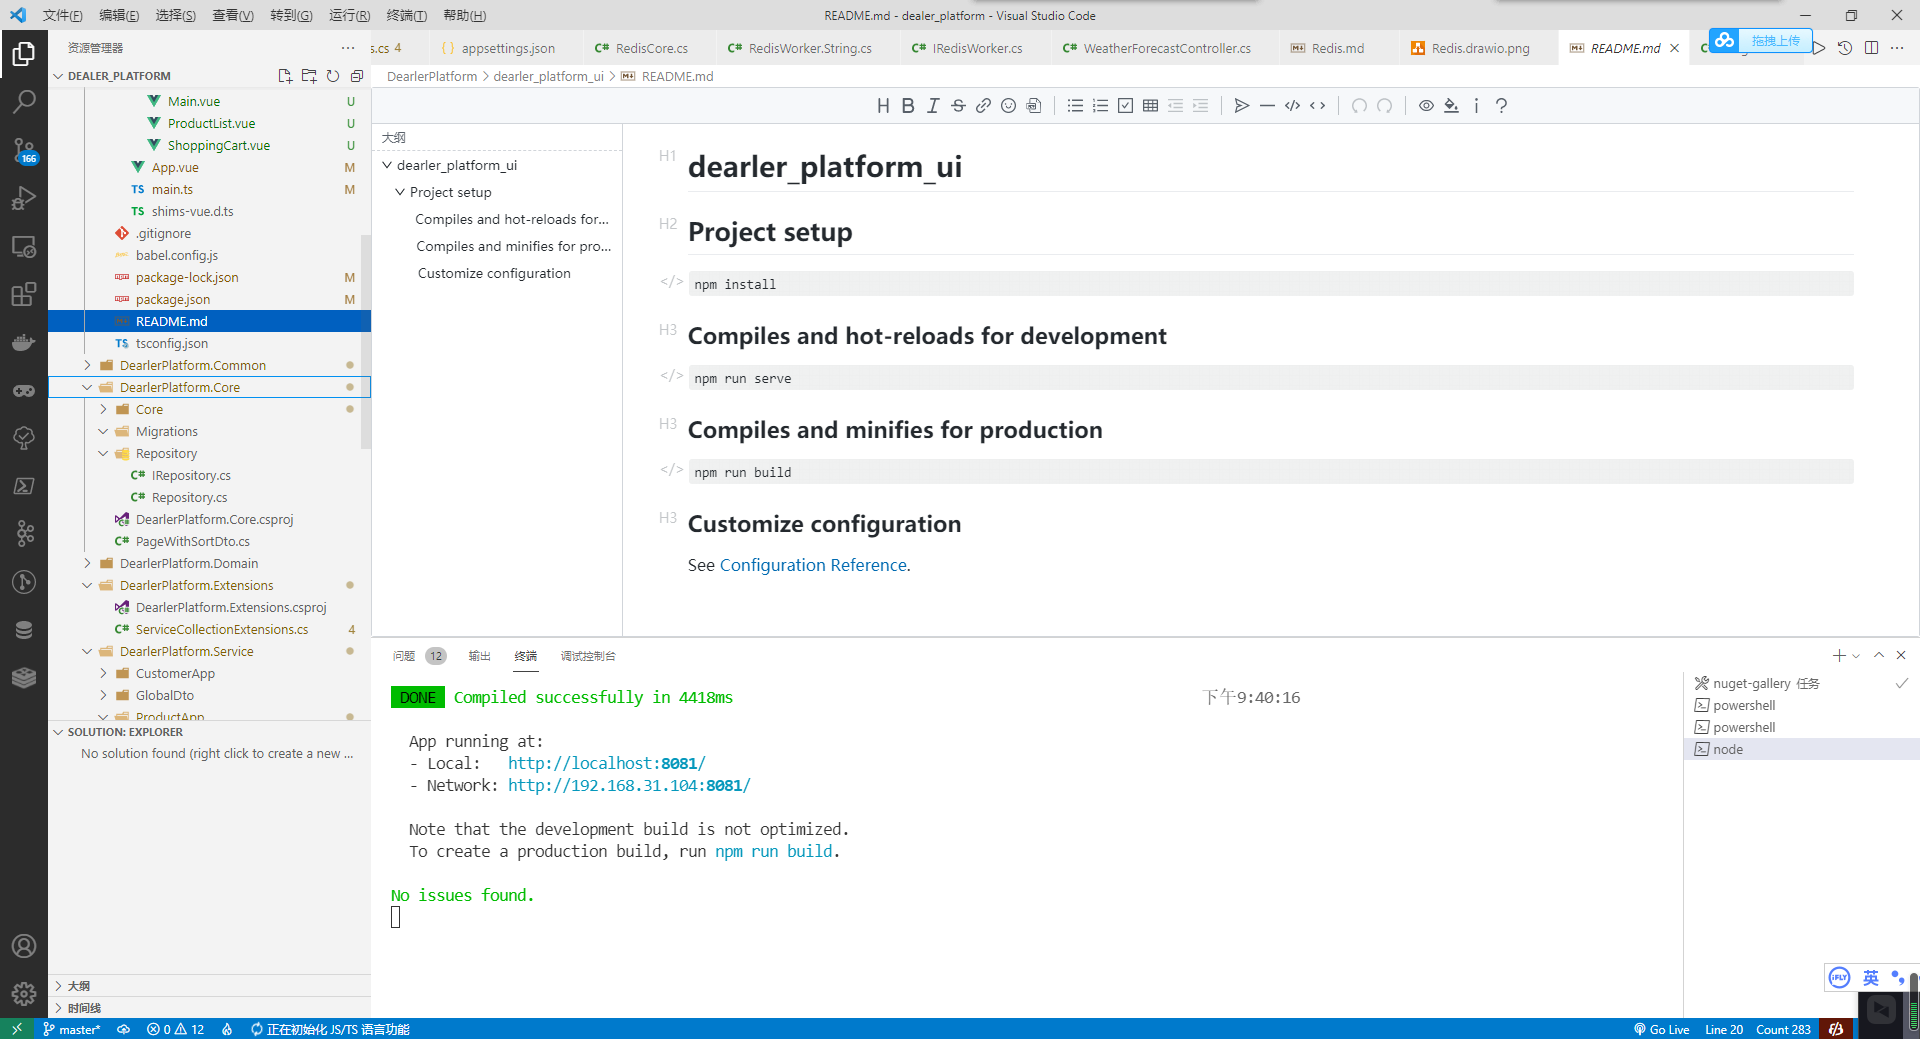 文件(F) 编辑(E) 选择(S) 查看(V) 转到(G) 运行(R) 终端(T) 帮助(H)
README.md - dealer_platform - Visual Studio Code
资源管理器
s.cs 4
appsettings.json
RedisCore.cs
RedisWorker.String.cs
IRedisWorker.cs
WeatherForecastController.cs
Redis.md
Redis.drawio.png
README.md
拖拽上传
DEALER_PLATFORM
DearlerPlatform > dearler_platform_ui > README.md
Main.vue U
ProductList.vue U
ShoppingCart.vue U
App.vue M
TS main.ts M
TS shims-vue.d.ts
.gitignore
babel.config.js
package-lock.json M
package.json M
README.md
TS tsconfig.json
DearlerPlatform.Common
DearlerPlatform.Core
Core
Migrations
Repository
C# IRepository.cs
C# Repository.cs
DearlerPlatform.Core.csproj
C# PageWithSortDto.cs
DearlerPlatform.Domain
DearlerPlatform.Extensions
DearlerPlatform.Extensions.csproj
C# ServiceCollectionExtensions.cs 4
DearlerPlatform.Service
CustomerApp
GlobalDto
ProductApp
SOLUTION: EXPLORER
No solution found (right click to create a new ...
大纲
时间线
166
大纲
dearler_platform_ui
Project setup
Compiles and hot-reloads for...
Compiles and minifies for pro...
Customize configuration
H1 dearler_platform_ui
H2 Project setup
</> npm install
H3 Compiles and hot-reloads for development
</> npm run serve
H3 Compiles and minifies for production
</> npm run build
H3 Customize configuration
See Configuration Reference.
问题 12 输出 终端 调试控制台
DONE Compiled successfully in 4418ms 下午9:40:16
App running at:
- Local: http://localhost:8081/
- Network: http://192.168.31.104:8081/
Note that the development build is not optimized.
To create a production build, run npm run build.
No issues found.
nuget-gallery 任务
powershell
powershell
node
iFLY 英
master* 0 12 正在初始化 JS/TS 语言功能
Go Live Line 20 Count 283